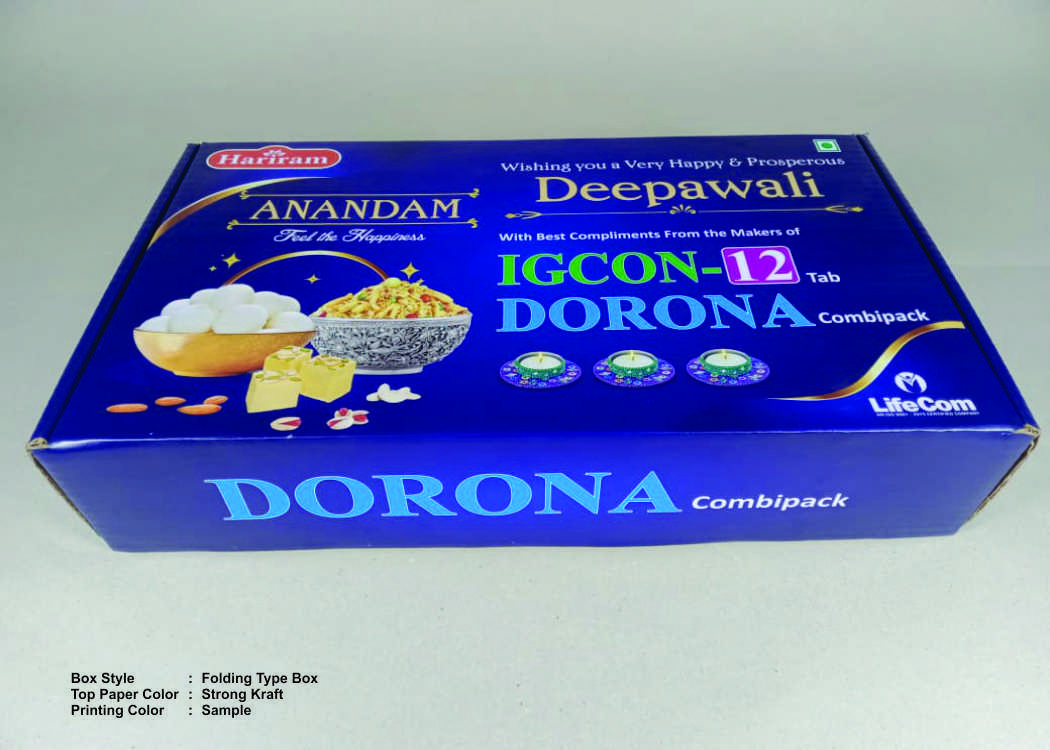 Hariram
ANANDAM
Feel the Happiness
Wishing you a Very Happy & Prosperous
Deepawali
With Best Compliments From the Makers of
IGCON-12 Tab
DORONA Combipack
LifeCom
DORONA Combipack
Box Style : Folding Type Box
Top Paper Color : Strong Kraft
Printing Color : Sample